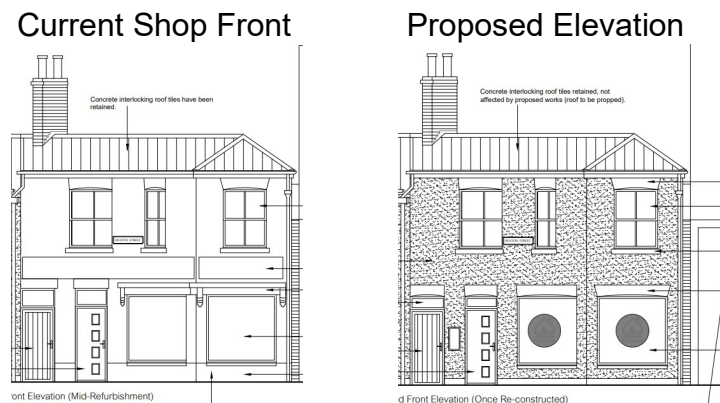 Current Shop Front
Proposed Elevation
Concrete interlocking roof tiles have been
retained.
Concrete interlocking roof tiles retained, not
affected by proposed works (roof to be propped).
ont Elevation (Mid-Refurbishment)
d Front Elevation (Once Re-constructed)